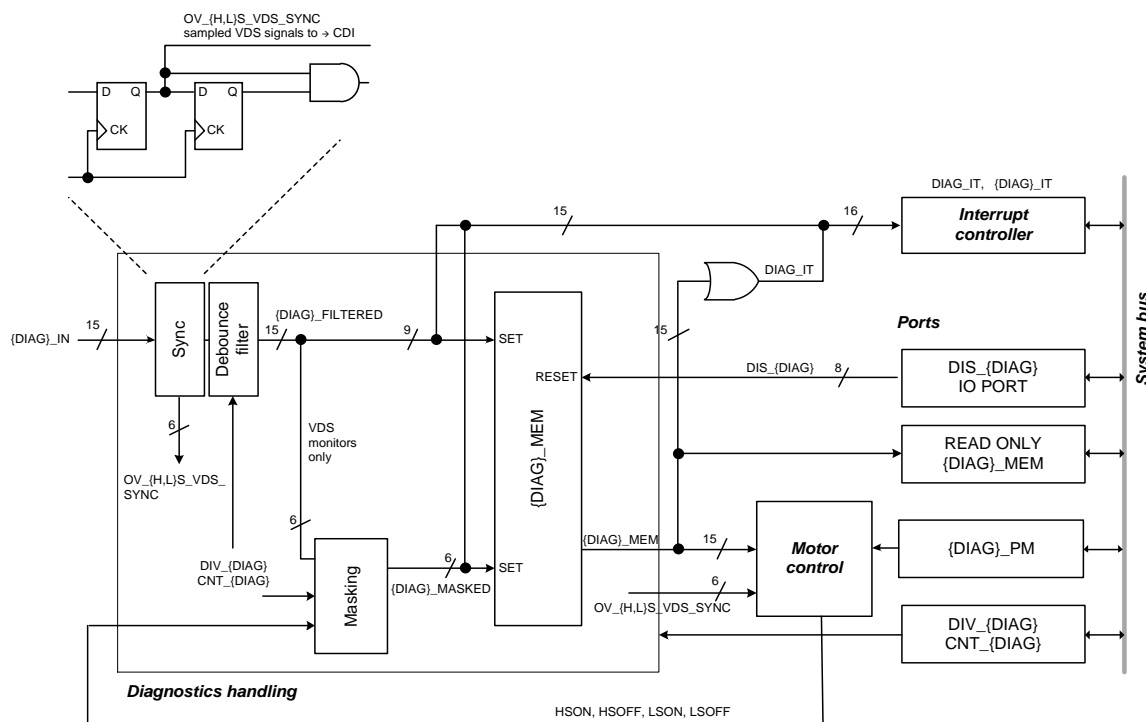 OV_{H,L}S_VDS_SYNC
sampled VDS signals to → CDI
D Q
D Q
CK
CK
DIAG_IT, {DIAG}_IT
15
16
Interrupt
controller
DIAG_IT
{DIAG}_IN
15
Sync
Debounce
filter
15
{DIAG}_FILTERED
9
SET
15
Ports
System bus
RESET
DIS_{DIAG}
8
DIS_{DIAG}
IO PORT
6
VDS
monitors
only
{DIAG}_MEM
READ ONLY
{DIAG}_MEM
OV_{H,L}S_VDS_
SYNC
6
{DIAG}_MEM
15
Motor
control
{DIAG}_PM
DIV_{DIAG}
CNT_{DIAG}
Masking
6
{DIAG}_MASKED
SET
6
OV_{H,L}S_VDS_SYNC
DIV_{DIAG}
CNT_{DIAG}
Diagnostics handling
HSON, HSOFF, LSON, LSOFF